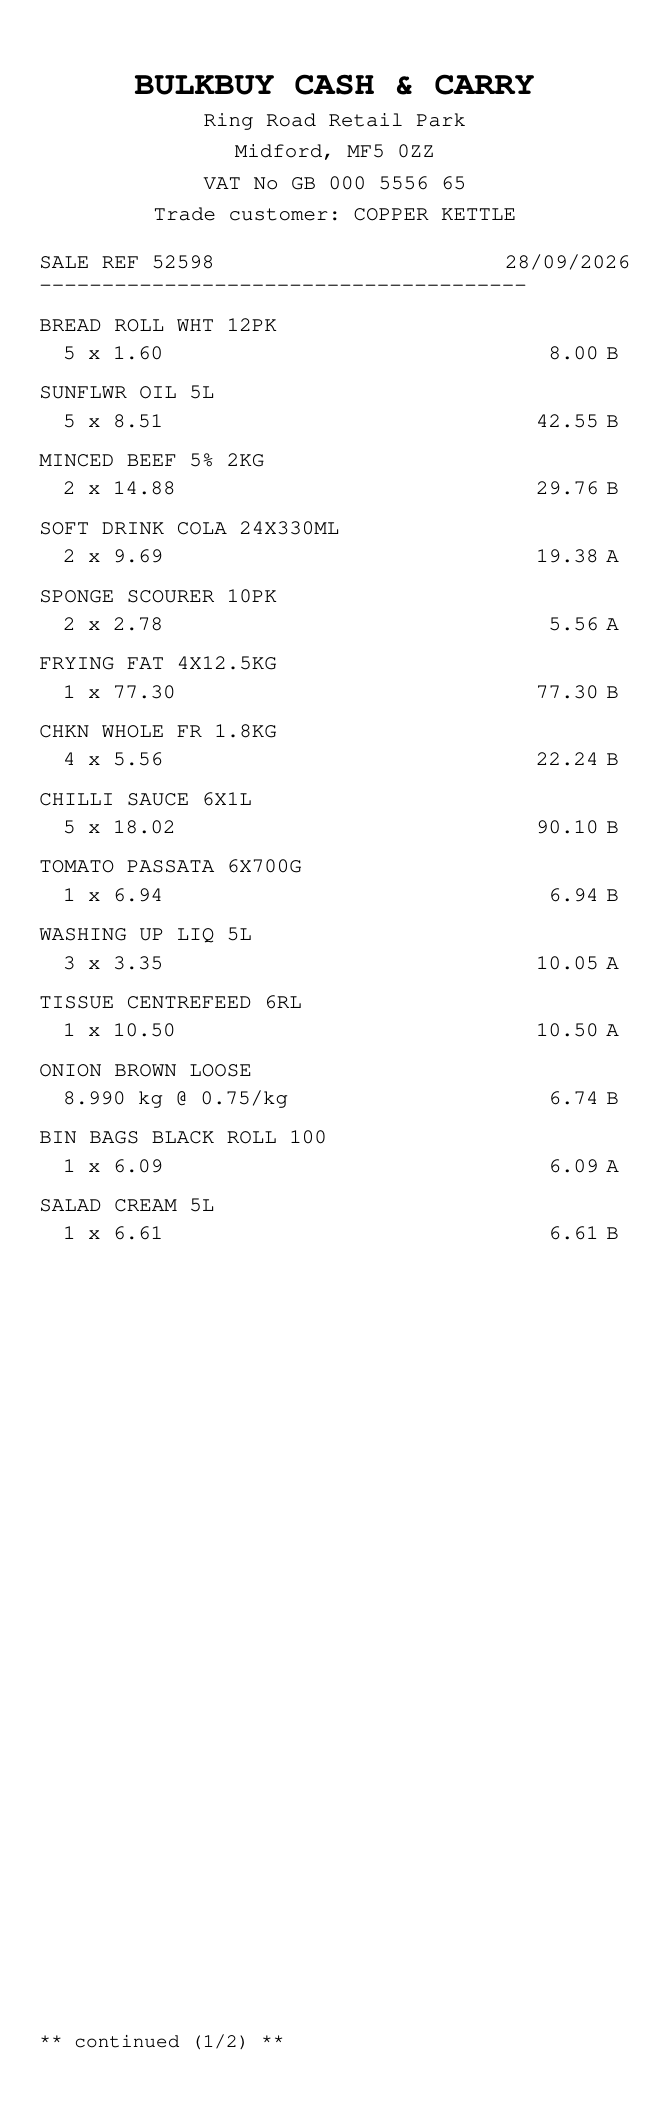 BULKBUY CASH & CARRY
Ring Road Retail Park
Midford, MF5 0ZZ
VAT No GB 000 5556 65
Trade customer: COPPER KETTLE
SALE REF 52598 28/09/2026
---------------------------------------
BREAD ROLL WHT 12PK
5 x 1.60 8.00 B
SUNFLWR OIL 5L
5 x 8.51 42.55 B
MINCED BEEF 5% 2KG
2 x 14.88 29.76 B
SOFT DRINK COLA 24X330ML
2 x 9.69 19.38 A
SPONGE SCOURER 10PK
2 x 2.78 5.56 A
FRYING FAT 4X12.5KG
1 x 77.30 77.30 B
CHKN WHOLE FR 1.8KG
4 x 5.56 22.24 B
CHILLI SAUCE 6X1L
5 x 18.02 90.10 B
TOMATO PASSATA 6X700G
1 x 6.94 6.94 B
WASHING UP LIQ 5L
3 x 3.35 10.05 A
TISSUE CENTREFEED 6RL
1 x 10.50 10.50 A
ONION BROWN LOOSE
8.990 kg @ 0.75/kg 6.74 B
BIN BAGS BLACK ROLL 100
1 x 6.09 6.09 A
SALAD CREAM 5L
1 x 6.61 6.61 B
** continued (1/2) **